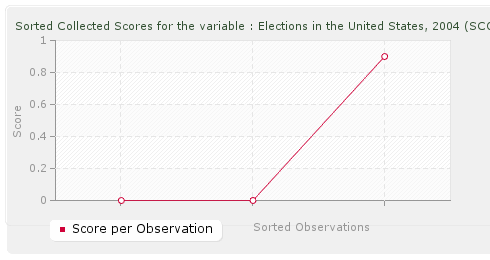 Sorted Collected Scores for the variable : Elections in the United States, 2004 (SCO
1
0.8
0.6
0.4
0.2
0
Score
Sorted Observations
Score per Observation